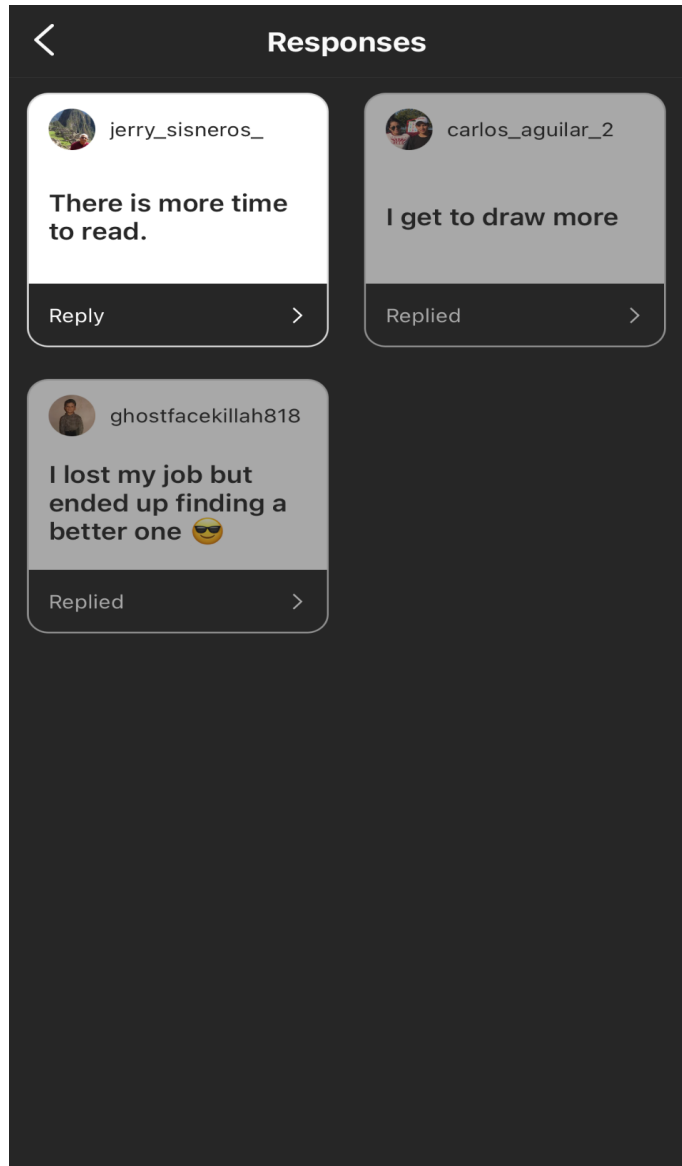 Responses
jerry_sisneros_
There is more time
to read.
Reply
carlos_aguilar_2
I get to draw more
Replied
ghostfacekillah818
I lost my job but
ended up finding a
better one 😎
Replied